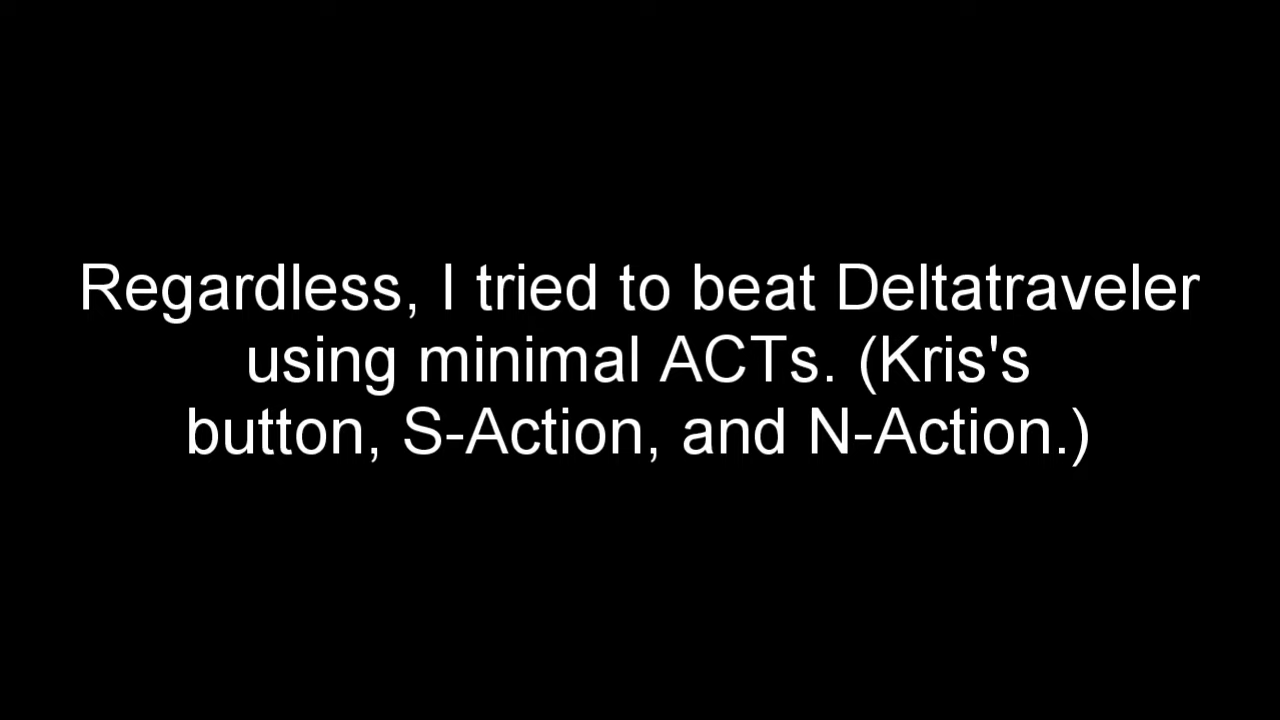 Regardless, I tried to beat Deltatraveler
using minimal ACTs. (Kris's
button, S-Action, and N-Action.)